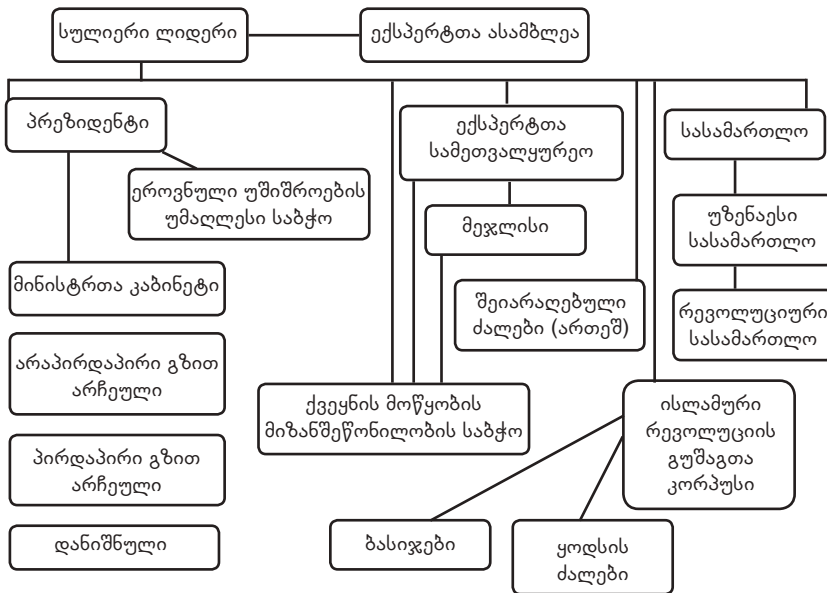 სულიერი ლიდერი
ექსპერტთა ასამბლეა
პრეზიდენტი
ექსპერტთა
სამეთვალყურეო
სასამართლო
ეროვნული უშიშროების
უმაღლესი საბჭო
მეჯლისი
უზენაესი
სასამართლო
მინისტრთა კაბინეტი
შეიარაღებული
ძალები (ართეშ)
რევოლუციური
სასამართლო
არაპირდაპირი გზით
არჩეული
ქვეყნის მოწყობის
მიზანშეწონილობის საბჭო
ისლამური
რევოლუციის
გუშაგთა
კორპუსი
პირდაპირი გზით
არჩეული
დანიშნული
ბასიჯები
ყოდსის
ძალები